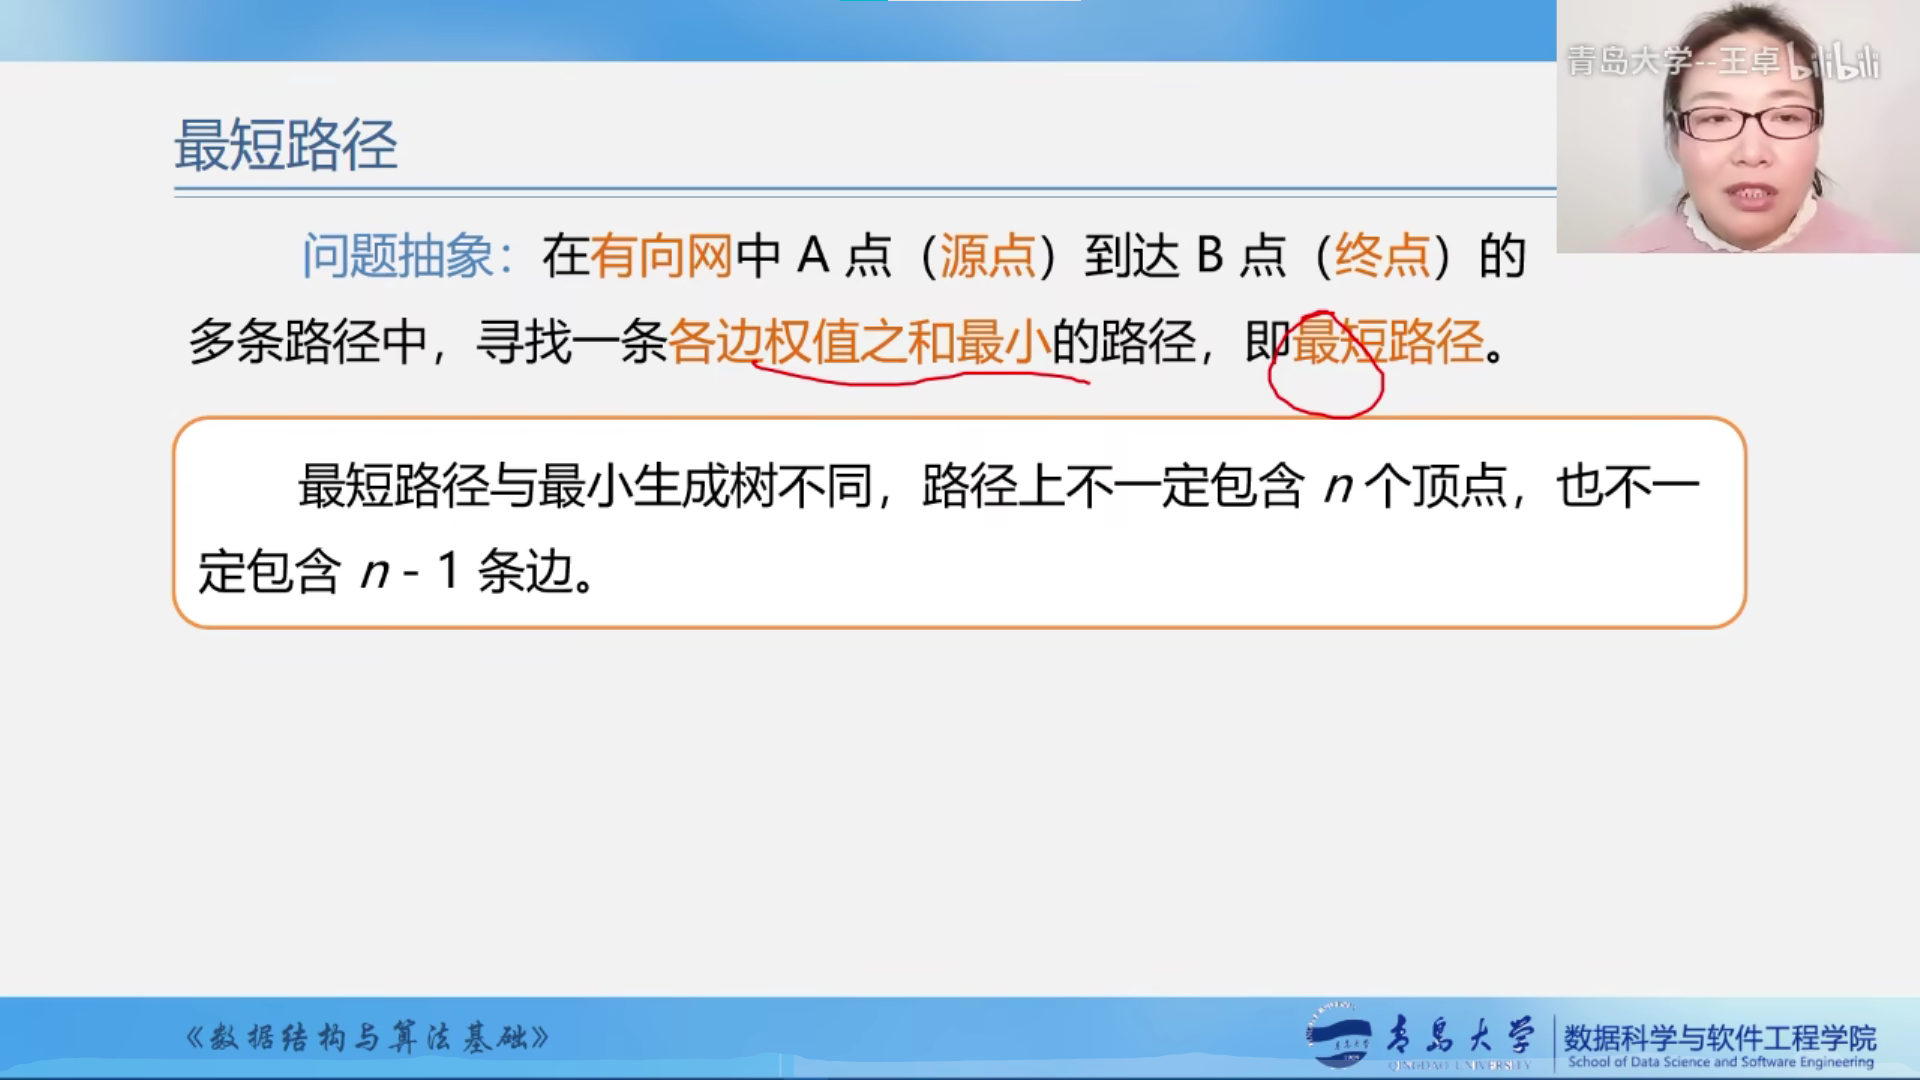 青岛大学--王卓 bilibili
最短路径
问题抽象：在有向网中 A 点（源点）到达 B 点（终点）的
多条路径中，寻找一条各边权值之和最小的路径，即最短路径。
最短路径与最小生成树不同，路径上不一定包含 n 个顶点，也不一
定包含 n - 1 条边。
《数据结构与算法基础》
青岛大学
QINGDAO UNIVERSITY
数据科学与软件工程学院
School of Data Science and Software Engineering